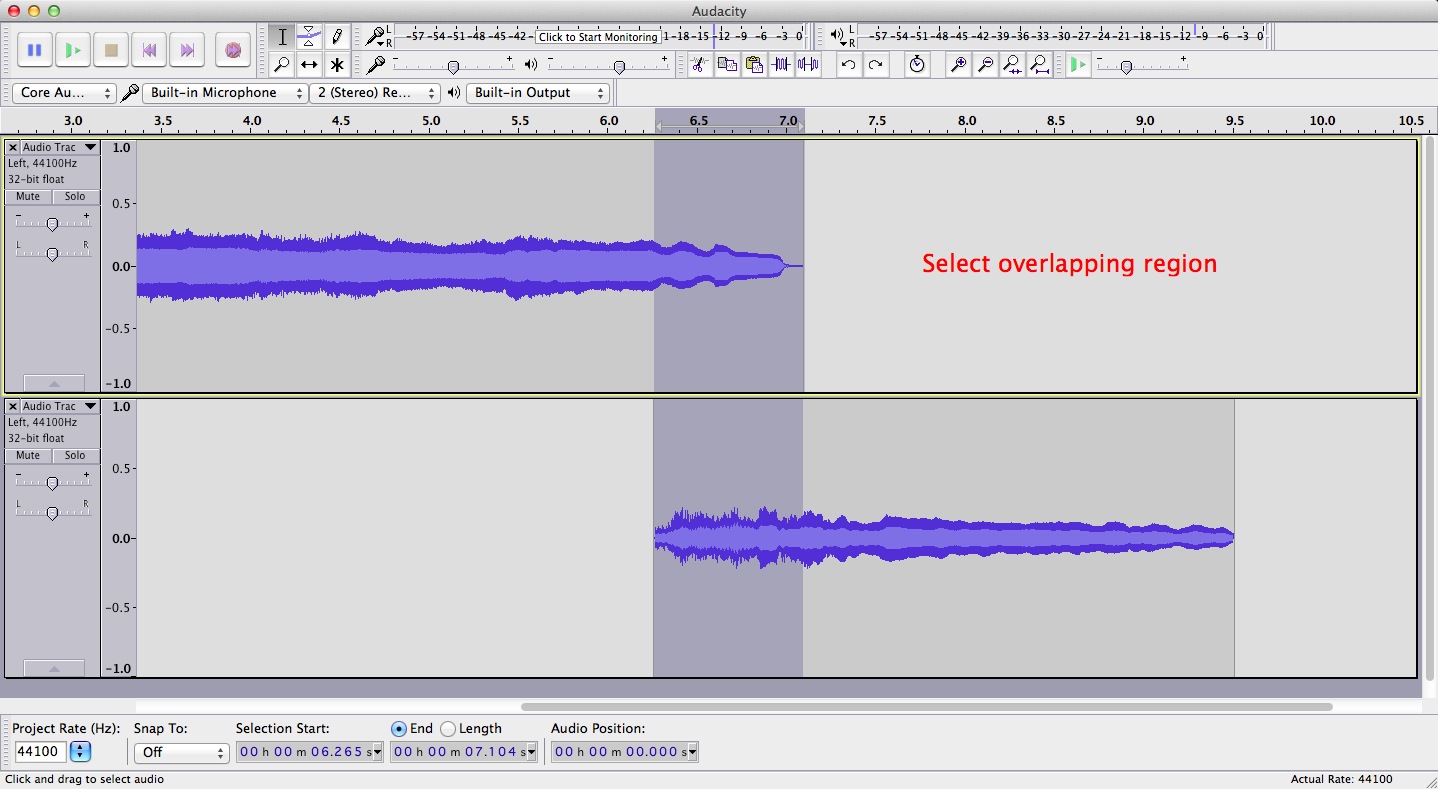 Audacity
L
R
-57 -54 -51 -48 -45 -42 - Click to Start Monitoring 1 -18 -15 -12 -9 -6 -3 0
L
R
-57 -54 -51 -48 -45 -42 -39 -36 -33 -30 -27 -24 -21 -18 -15 -12 -9 -6 -3 0
- + - + - +
Core Au... Built-in Microphone 2 (Stereo) Re... Built-in Output
3.0 3.5 4.0 4.5 5.0 5.5 6.0 6.5 7.0 7.5 8.0 8.5 9.0 9.5 10.0 10.5
Audio Trac
Left, 44100Hz
32-bit float
Mute Solo
- +
L R
1.0
0.5
0.0
-0.5
-1.0
Select overlapping region
Audio Trac
Left, 44100Hz
32-bit float
Mute Solo
- +
L R
1.0
0.5
0.0
-0.5
-1.0
Project Rate (Hz): Snap To: Selection Start: End Length Audio Position:
44100 Off 00 h 00 m 06.265 s 00 h 00 m 07.104 s 00 h 00 m 00.000 s
Click and drag to select audio Actual Rate: 44100